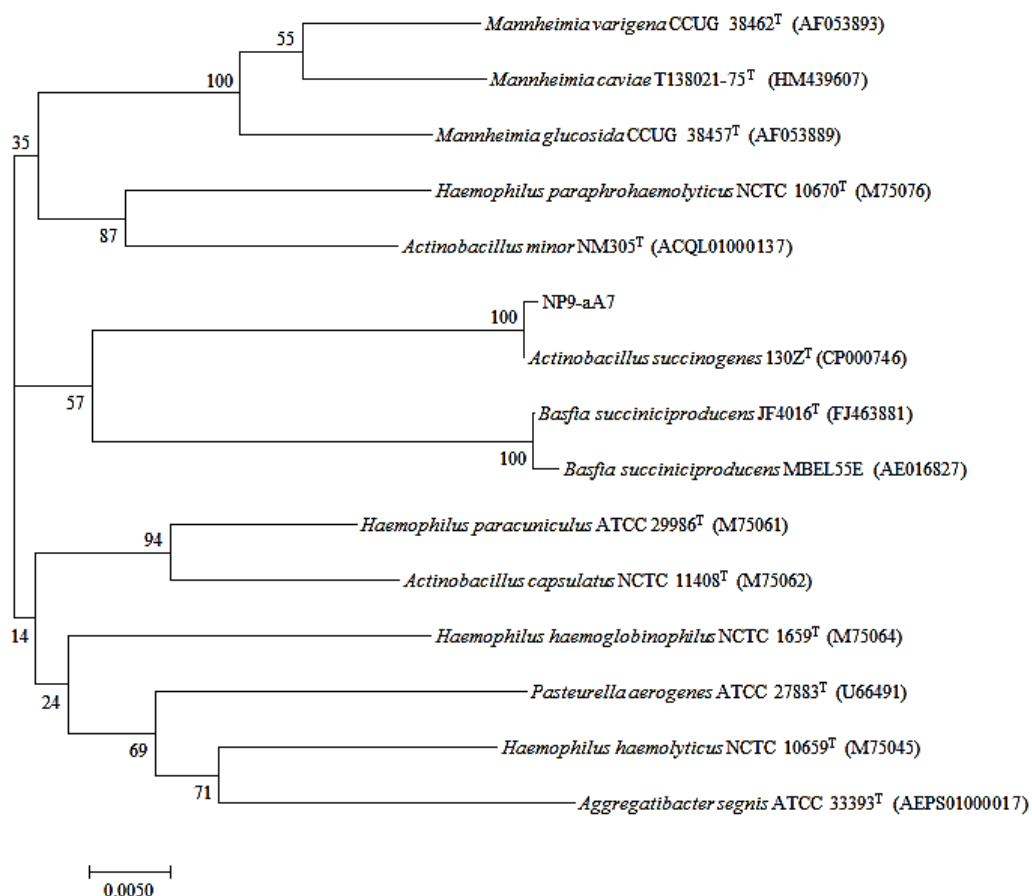 55
Mannheimia varigena CCUG 38462ᵀ (AF053893)
100
Mannheimia caviae T138021-75ᵀ (HM439607)
35
Mannheimia glucosida CCUG 38457ᵀ (AF053889)
Haemophilus paraphrohaemolyticus NCTC 10670ᵀ (M75076)
87
Actinobacillus minor NM305ᵀ (ACQL01000137)
NP9-aA7
100
Actinobacillus succinogenes 130Zᵀ (CP000746)
57
Basfia succiniciproducens JF4016ᵀ (FJ463881)
100
Basfia succiniciproducens MBEL55E (AE016827)
Haemophilus paracuniculus ATCC 29986ᵀ (M75061)
94
Actinobacillus capsulatus NCTC 11408ᵀ (M75062)
14
Haemophilus haemoglobinophilus NCTC 1659ᵀ (M75064)
24
Pasteurella aerogenes ATCC 27883ᵀ (U66491)
69
Haemophilus haemolyticus NCTC 10659ᵀ (M75045)
71
Aggregatibacter segnis ATCC 33393ᵀ (AEPS01000017)
0.0050